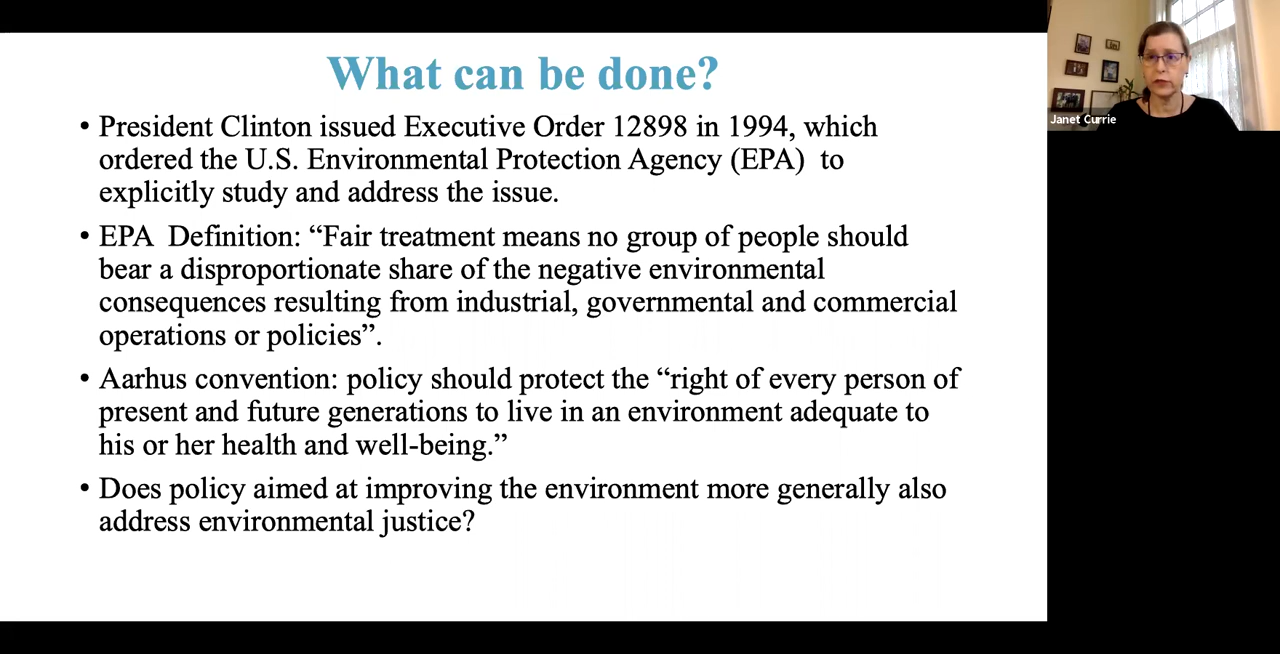 What can be done?
• President Clinton issued Executive Order 12898 in 1994, which
ordered the U.S. Environmental Protection Agency (EPA)  to
explicitly study and address the issue.
• EPA  Definition: “Fair treatment means no group of people should
bear a disproportionate share of the negative environmental
consequences resulting from industrial, governmental and commercial
operations or policies”.
• Aarhus convention: policy should protect the “right of every person of
present and future generations to live in an environment adequate to
his or her health and well-being.”
• Does policy aimed at improving the environment more generally also
address environmental justice?
Janet Currie